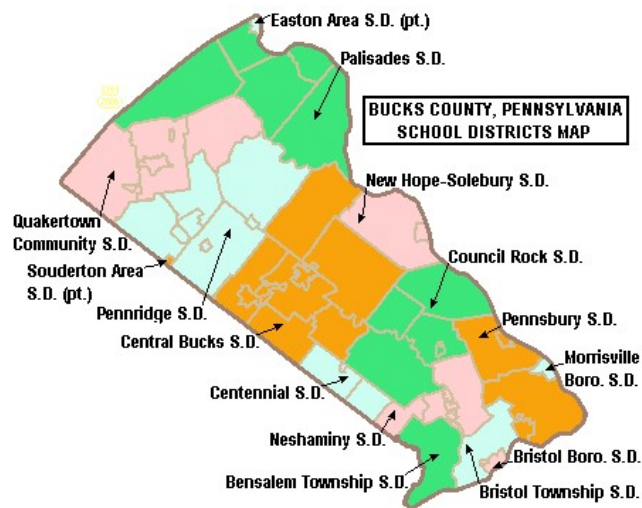 Easton Area S.D. (pt.)
Palisades S.D.
BUCKS COUNTY, PENNSYLVANIA
SCHOOL DISTRICTS MAP
New Hope-Solebury S.D.
Quakertown
Community S.D.
Council Rock S.D.
Souderton Area
S.D. (pt.)
Pennridge S.D.
Pennsbury S.D.
Central Bucks S.D.
Morrisville
Boro. S.D.
Centennial S.D.
Neshaminy S.D.
Bristol Boro. S.D.
Bensalem Township S.D.
Bristol Township S.D.